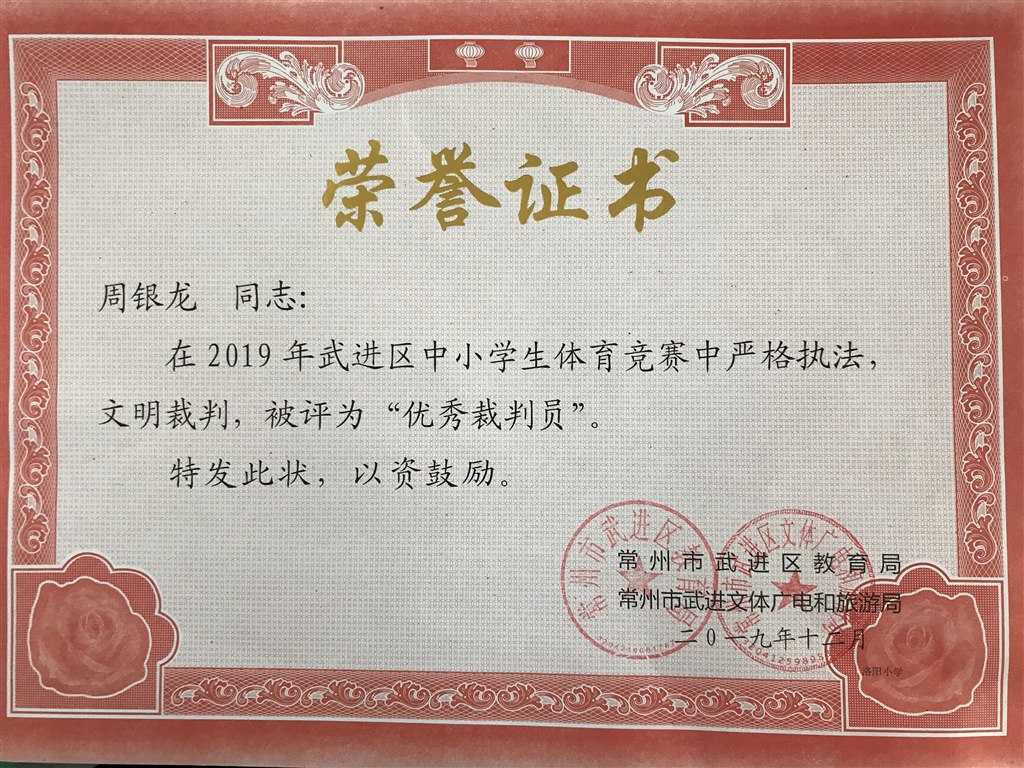 荣誉证书
周银龙 同志:
在2019年武进区中小学生体育竞赛中严格执法,
文明裁判,被评为“优秀裁判员”。
特发此状,以资鼓励。
常州市武进区教育局
常州市武进文体广电和旅游局
二〇一九年十二月
洛阳小学